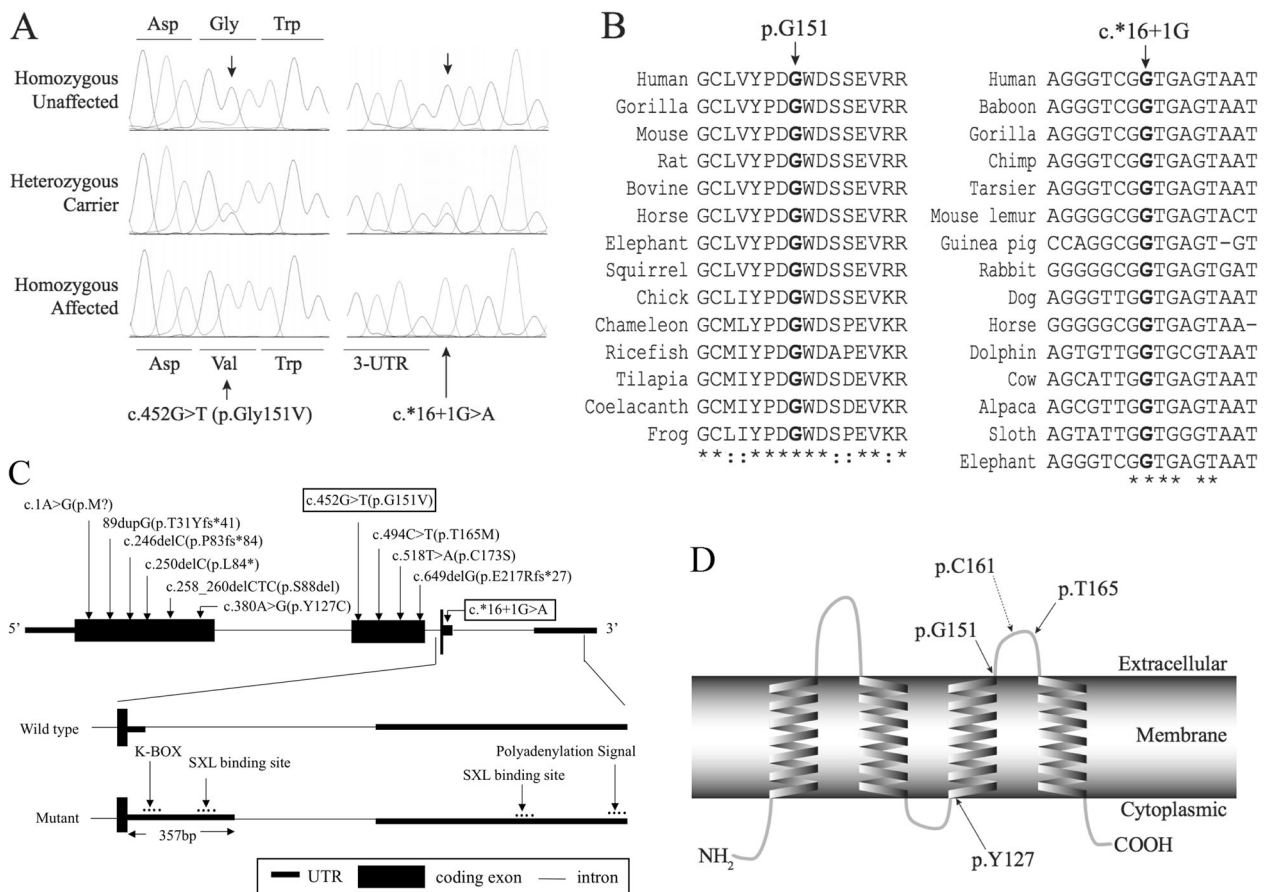 A
Asp Gly Trp
Homozygous
Unaffected
Heterozygous
Carrier
Homozygous
Affected
Asp Val Trp
3-UTR
c.452G>T (p.Gly151V)
c.*16+1G>A
B
p.G151
Human GCLVYPDGWDSSEVRR
Gorilla GCLVYPDGWDSSEVRR
Mouse GCLVYPDGWDSSEVRR
Rat GCLVYPDGWDSSEVRR
Bovine GCLVYPDGWDSSEVRR
Horse GCLVYPDGWDSSEVRR
Elephant GCLVYPDGWDSSEVRR
Squirrel GCLVYPDGWDSSEVRR
Chick GCLIYPDGWDSSEVKR
Chameleon GCMLYPDGWDSPEVKR
Ricefish GCMIYPDGWDAPEVKR
Tilapia GCMIYPDGWDSDEVKR
Coelacanth GCMIYPDGWDSDEVKR
Frog GCLIYPDGWDSPEVKR
**::******::**:*
c.*16+1G
Human AGGGTCGGTGAGTAAT
Baboon AGGGTCGGTGAGTAAT
Gorilla AGGGTCGGTGAGTAAT
Chimp AGGGTCGGTGAGTAAT
Tarsier AGGGTCGGTGAGTAAT
Mouse lemur AGGGGCGGTGAGTACT
Guinea pig CCAGGCGGTGAGT-GT
Rabbit GGGGGCGGTGAGTGAT
Dog AGGGTTGGTGAGTAAT
Horse GGGGGCGGTGAGTAA-
Dolphin AGTGTTGGTGCGTAAT
Cow AGCATTGGTGAGTAAT
Alpaca AGCGTTGGTGAGTAAT
Sloth AGTATTGGTGGGTAAT
Elephant AGGGTCGGTGAGTAAT
**** **
C
c.1A>G(p.M?)
89dupG(p.T31Yfs*41)
c.246delC(p.P83fs*84)
c.250delC(p.L84*)
c.258_260delCTC(p.S88del)
c.380A>G(p.Y127C)
c.452G>T(p.G151V)
c.494C>T(p.T165M)
c.518T>A(p.C173S)
c.649delG(p.E217Rfs*27)
c.*16+1G>A
5’
3’
Wild type
K-BOX
SXL binding site
Polyadenylation Signal
SXL binding site
Mutant
357bp
UTR coding exon intron
D
p.C161
p.T165
p.G151
Extracellular
Membrane
Cytoplasmic
NH2
COOH
p.Y127